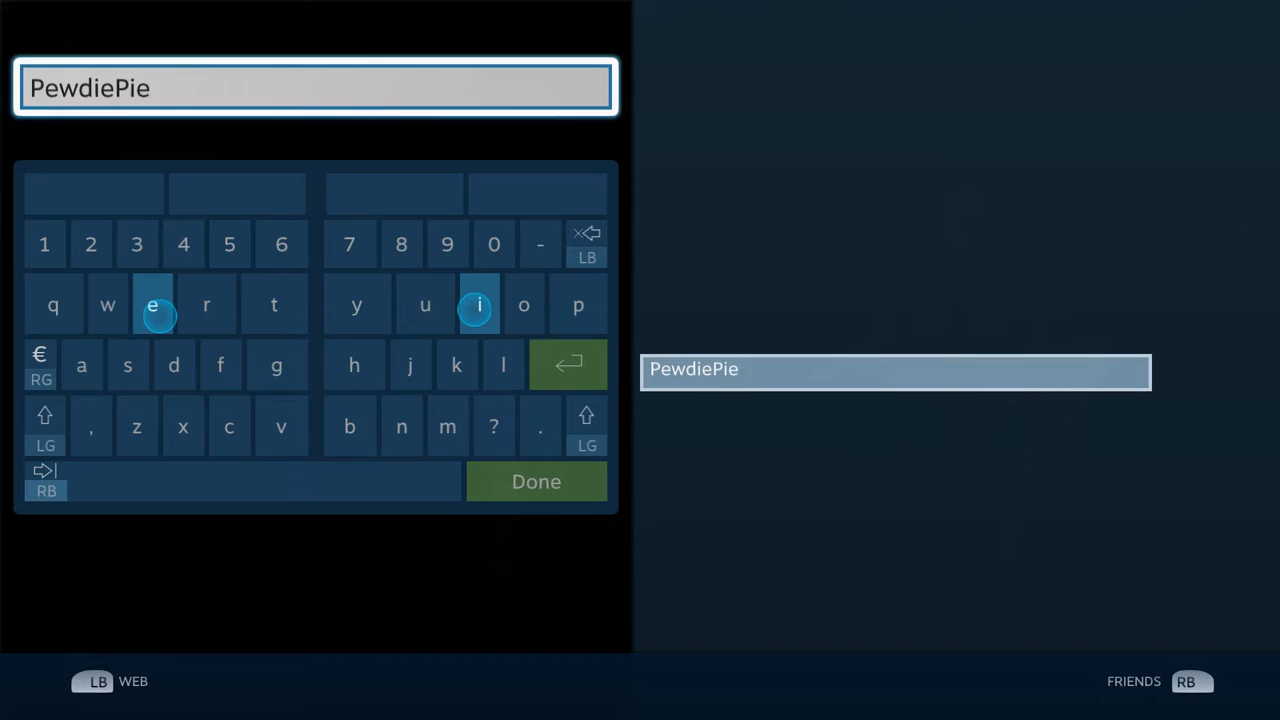 PewdiePie
1 2 3 4 5 6 7 8 9 0 -
LB
q w e r t y u i o p
€ a s d f g h j k l
RG
, z x c v b n m ? .
LG LG
RB
Done
PewdiePie
LB WEB
FRIENDS RB